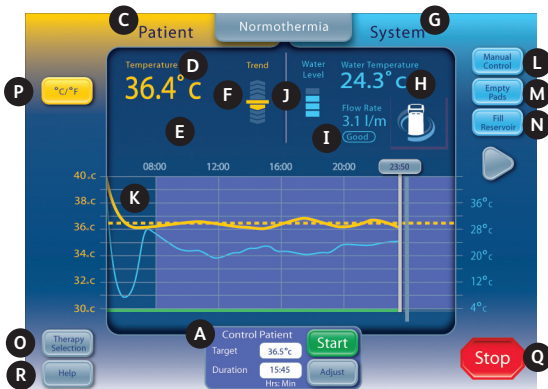 C
Patient
Normothermia
System
G
Temperature
D
36.4°c
Trend
F
E
Water
Level
J
Water Temperature
24.3°c
H
Flow Rate
3.1 l/m
Good
I
P
°C/°F
Manual
Control
L
Empty
Pads
M
Fill
Reservoir
N
08:00
12:00
16:00
20:00
23:50
K
40.c
38.c
36.c
34.c
32.c
30.c
36°c
28°c
20°c
12°c
4°c
A
Control Patient
Target
36.5°c
Start
Duration
15:45
Adjust
Hrs: Min
O
Therapy
Selection
R
Help
Stop
Q